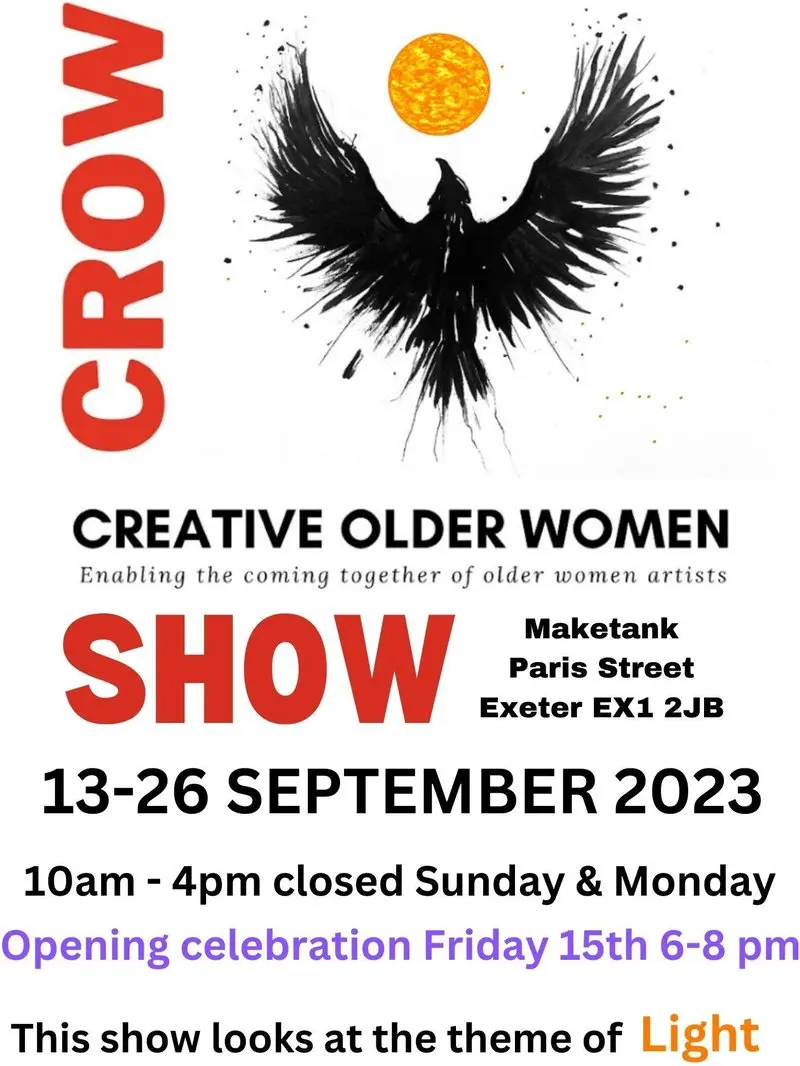 CROW
CREATIVE OLDER WOMEN
Enabling the coming together of older women artists
SHOW
Maketank
Paris Street
Exeter EX1 2JB
13-26 SEPTEMBER 2023
10am - 4pm closed Sunday & Monday
Opening celebration Friday 15th 6-8 pm
This show looks at the theme of Light